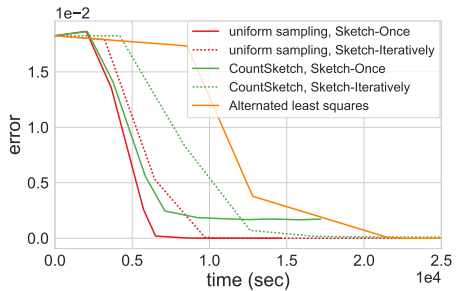 1e−2
uniform sampling, Sketch-Once
uniform sampling, Sketch-Iteratively
CountSketch, Sketch-Once
CountSketch, Sketch-Iteratively
Alternated least squares
1.5
1.0
0.5
0.0
error
0.0 0.5 1.0 1.5 2.0 2.5
time (sec)
1e4